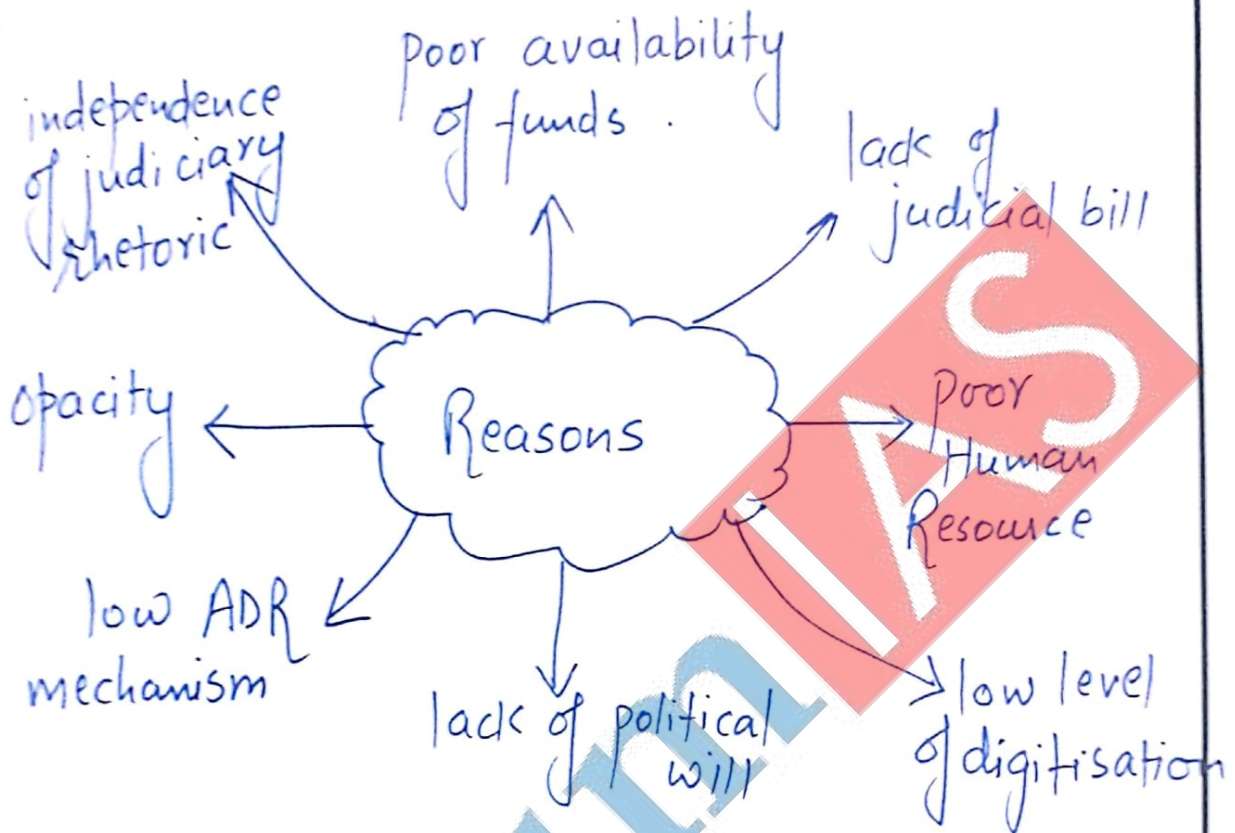 Poor availability
of funds.
independence
of judiciary
rhetoric
lack of
judicial bill
opacity
Reasons
Poor
Human
Resource
low ADR
mechanism
lack of political
will
low level
of digitisation
IAS
m